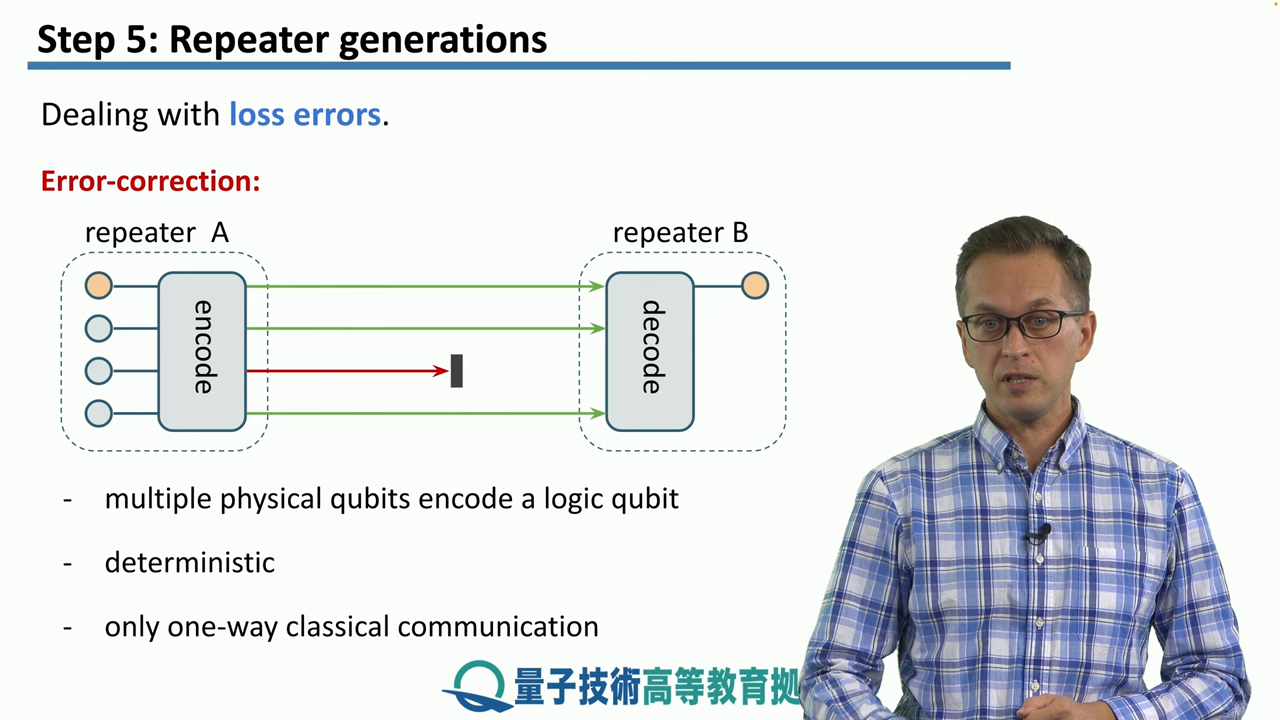 Step 5: Repeater generations
Dealing with loss errors.
Error-correction:
repeater A
repeater B
encode
decode
- multiple physical qubits encode a logic qubit
- deterministic
- only one-way classical communication
量子技術高等教育拠